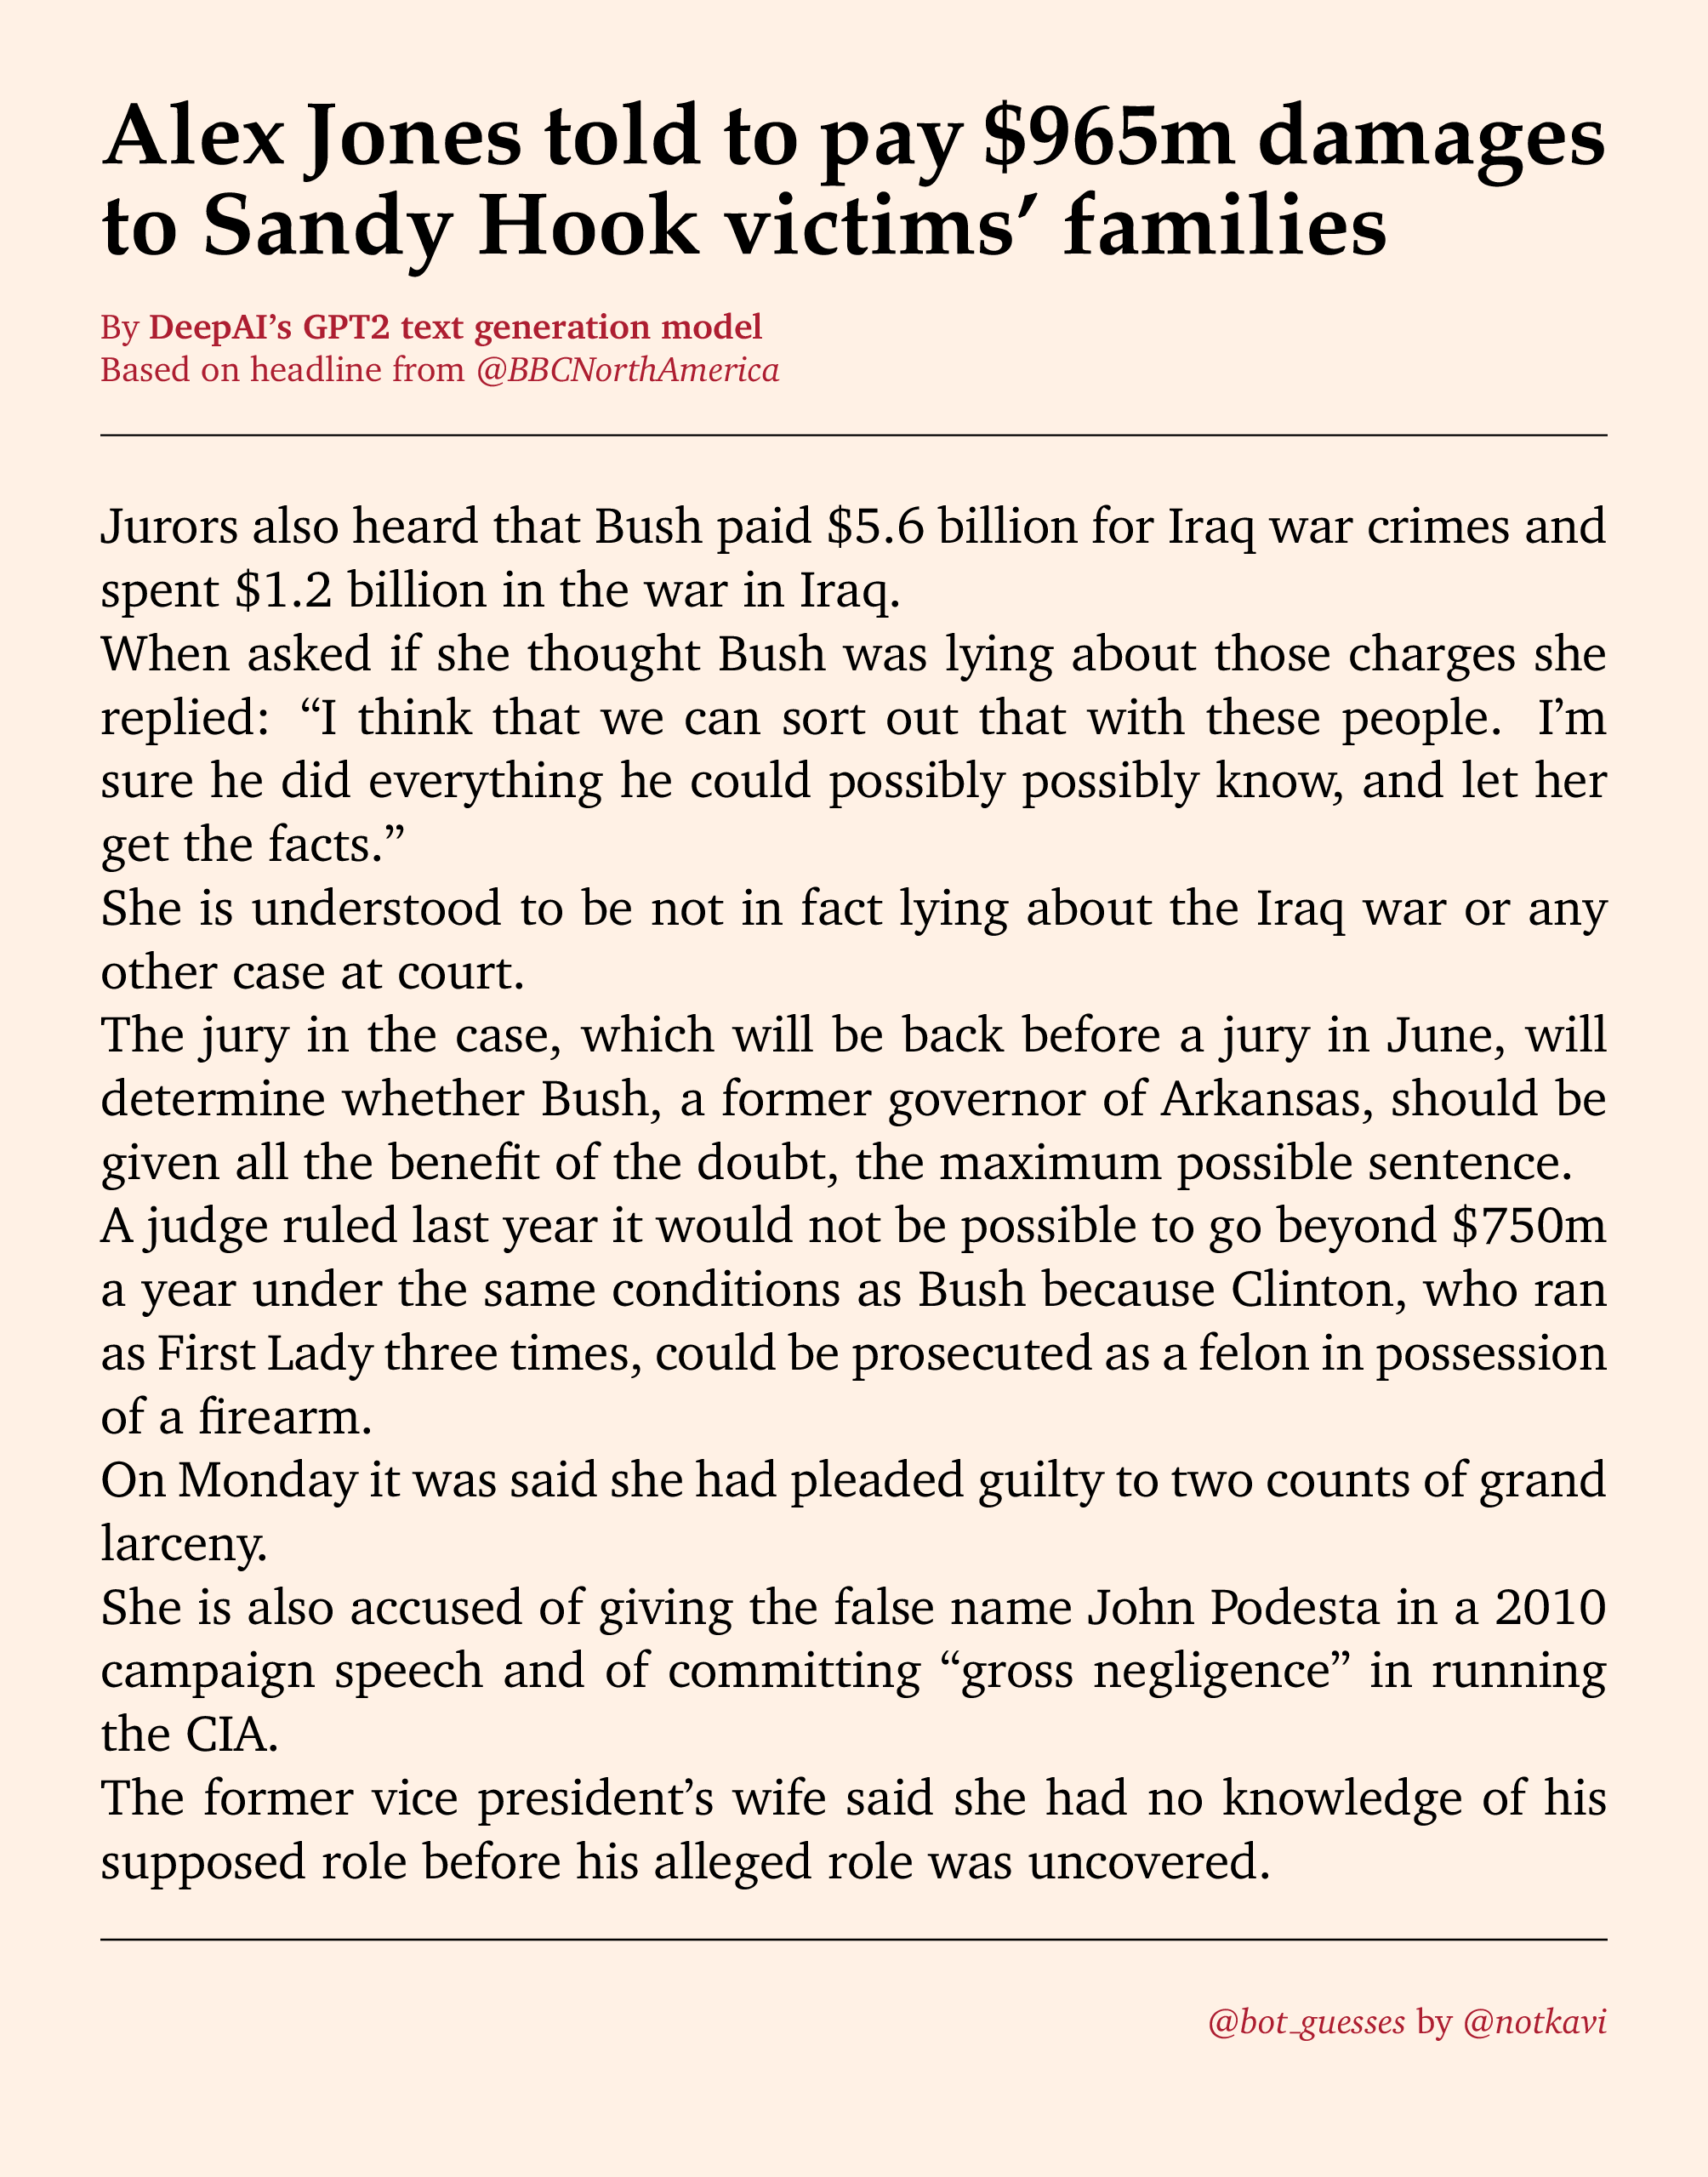 Alex Jones told to pay $965m damages
to Sandy Hook victims’ families
By DeepAI’s GPT2 text generation model
Based on headline from @BBCNorthAmerica
Jurors also heard that Bush paid $5.6 billion for Iraq war crimes and
spent $1.2 billion in the war in Iraq.
When asked if she thought Bush was lying about those charges she
replied: “I think that we can sort out that with these people. I’m
sure he did everything he could possibly possibly know, and let her
get the facts.”
She is understood to be not in fact lying about the Iraq war or any
other case at court.
The jury in the case, which will be back before a jury in June, will
determine whether Bush, a former governor of Arkansas, should be
given all the benefit of the doubt, the maximum possible sentence.
A judge ruled last year it would not be possible to go beyond $750m
a year under the same conditions as Bush because Clinton, who ran
as First Lady three times, could be prosecuted as a felon in possession
of a firearm.
On Monday it was said she had pleaded guilty to two counts of grand
larceny.
She is also accused of giving the false name John Podesta in a 2010
campaign speech and of committing “gross negligence” in running
the CIA.
The former vice president’s wife said she had no knowledge of his
supposed role before his alleged role was uncovered.
@bot_guesses by @notkavi